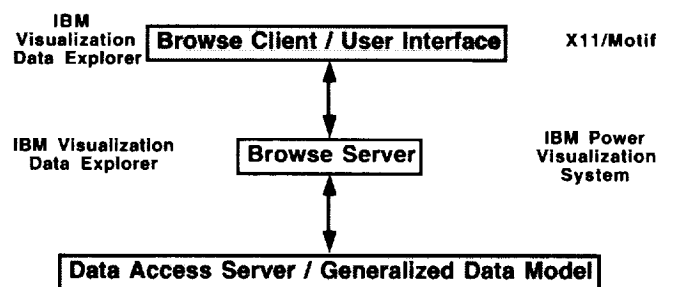 IBM
Visualization
Data Explorer
Browse Client / User Interface
X11/Motif
IBM Visualization
Data Explorer
Browse Server
IBM Power
Visualization
System
Data Access Server / Generalized Data Model